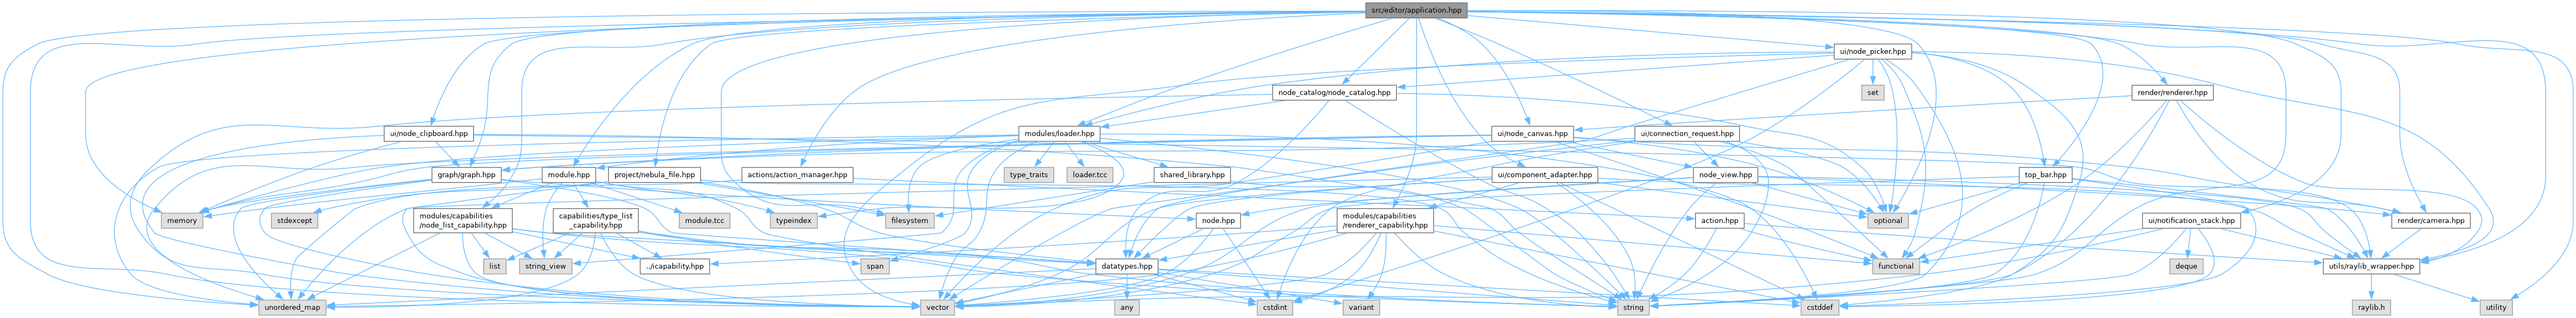 src/editor/application.hpp
ui/node_picker.hpp
node_catalog/node_catalog.hpp
set
render/renderer.hpp
ui/node_clipboard.hpp
modules/loader.hpp
ui/node_canvas.hpp
ui/connection_request.hpp
graph/graph.hpp
module.hpp
project/nebula_file.hpp
actions/action_manager.hpp
type_traits
loader.tcc
shared_library.hpp
ui/component_adapter.hpp
node_view.hpp
top_bar.hpp
memory
stdexcept
modules/capabilities
/node_list_capability.hpp
capabilities/type_list
_capability.hpp
module.tcc
typeindex
filesystem
node.hpp
modules/capabilities
/renderer_capability.hpp
action.hpp
optional
ui/notification_stack.hpp
render/camera.hpp
list
string_view
../capability.hpp
span
datatypes.hpp
functional
deque
utils/raylib_wrapper.hpp
unordered_map
vector
any
cstdint
variant
string
cstddef
raylib.h
utility